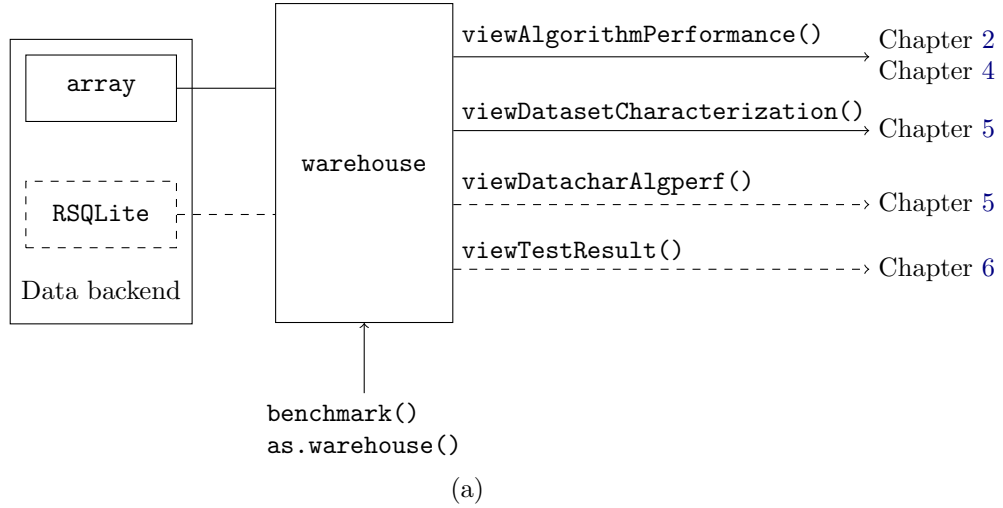 array
RSQLite
Data backend
warehouse
viewAlgorithmPerformance()
Chapter 2
Chapter 4
viewDatasetCharacterization()
Chapter 5
viewDatacharAlgperf()
Chapter 5
viewTestResult()
Chapter 6
benchmark()
as.warehouse()
(a)